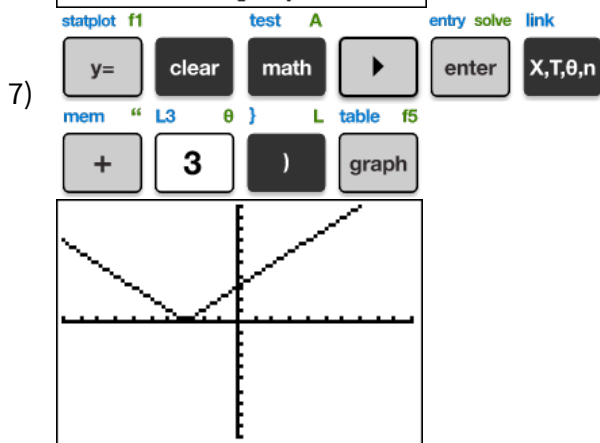 statplot f1 test A entry solve link
7) y= clear math ▶ enter X,T,θ,n
mem “ L3 θ } L table f5
+ 3 ) graph